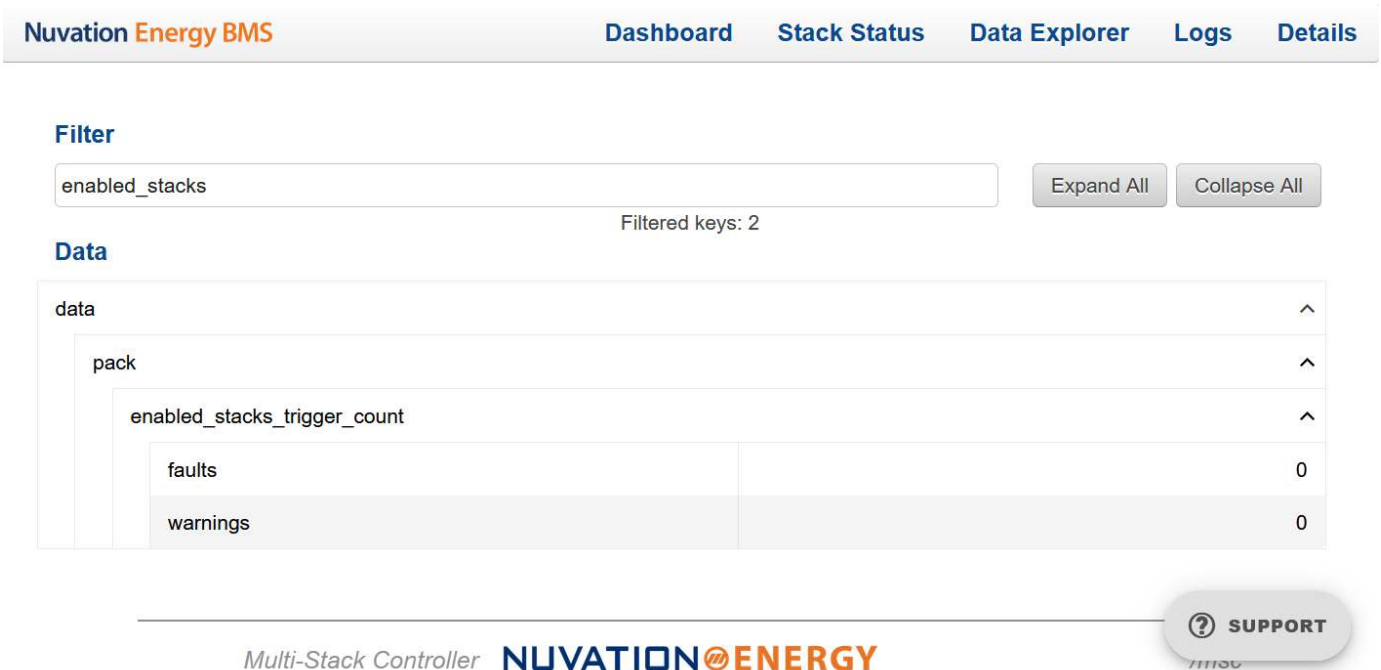 Nuvation Energy BMS Dashboard Stack Status Data Explorer Logs Details
Filter
enabled_stacks Expand All Collapse All
Filtered keys: 2
Data
data
pack
enabled_stacks_trigger_count
faults 0
warnings 0
SUPPORT
Multi-Stack Controller NUVATION ENERGY /msc